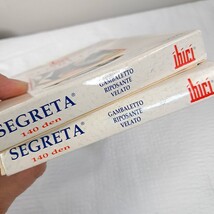 SEGRETA®
140 den
GAMBALETTO
RIPOSANTE
VELATO
ibici
SEGRETA®
140 den
GAMBALETTO
RIPOSANTE
VELATO
ibici